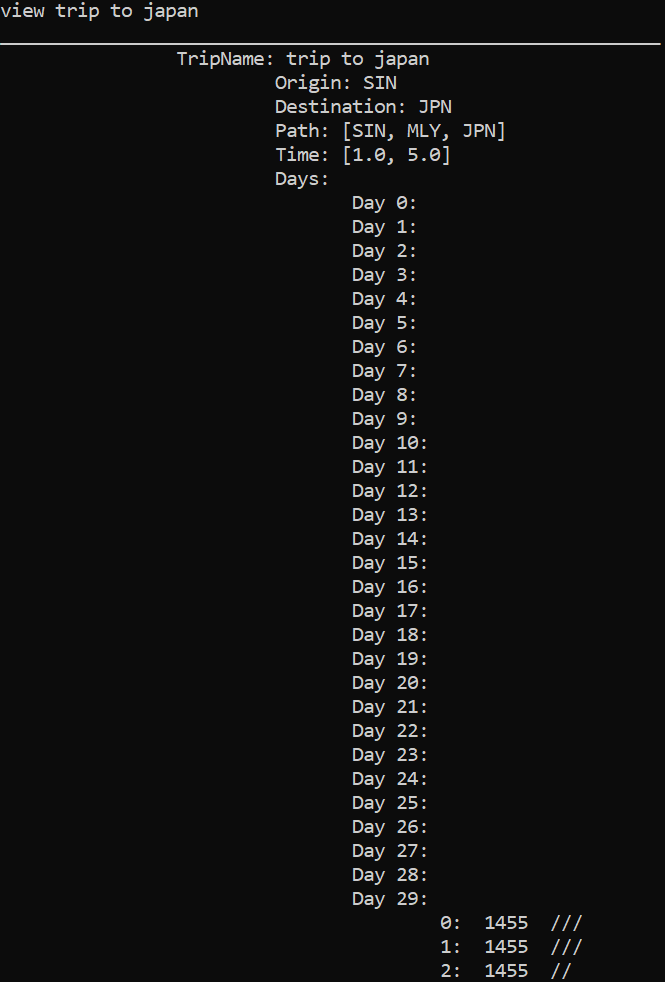 view trip to japan
TripName: trip to japan
Origin: SIN
Destination: JPN
Path: [SIN, MLY, JPN]
Time: [1.0, 5.0]
Days:
Day 0:
Day 1:
Day 2:
Day 3:
Day 4:
Day 5:
Day 6:
Day 7:
Day 8:
Day 9:
Day 10:
Day 11:
Day 12:
Day 13:
Day 14:
Day 15:
Day 16:
Day 17:
Day 18:
Day 19:
Day 20:
Day 21:
Day 22:
Day 23:
Day 24:
Day 25:
Day 26:
Day 27:
Day 28:
Day 29:
0:  1455  ///
1:  1455  ///
2:  1455  //